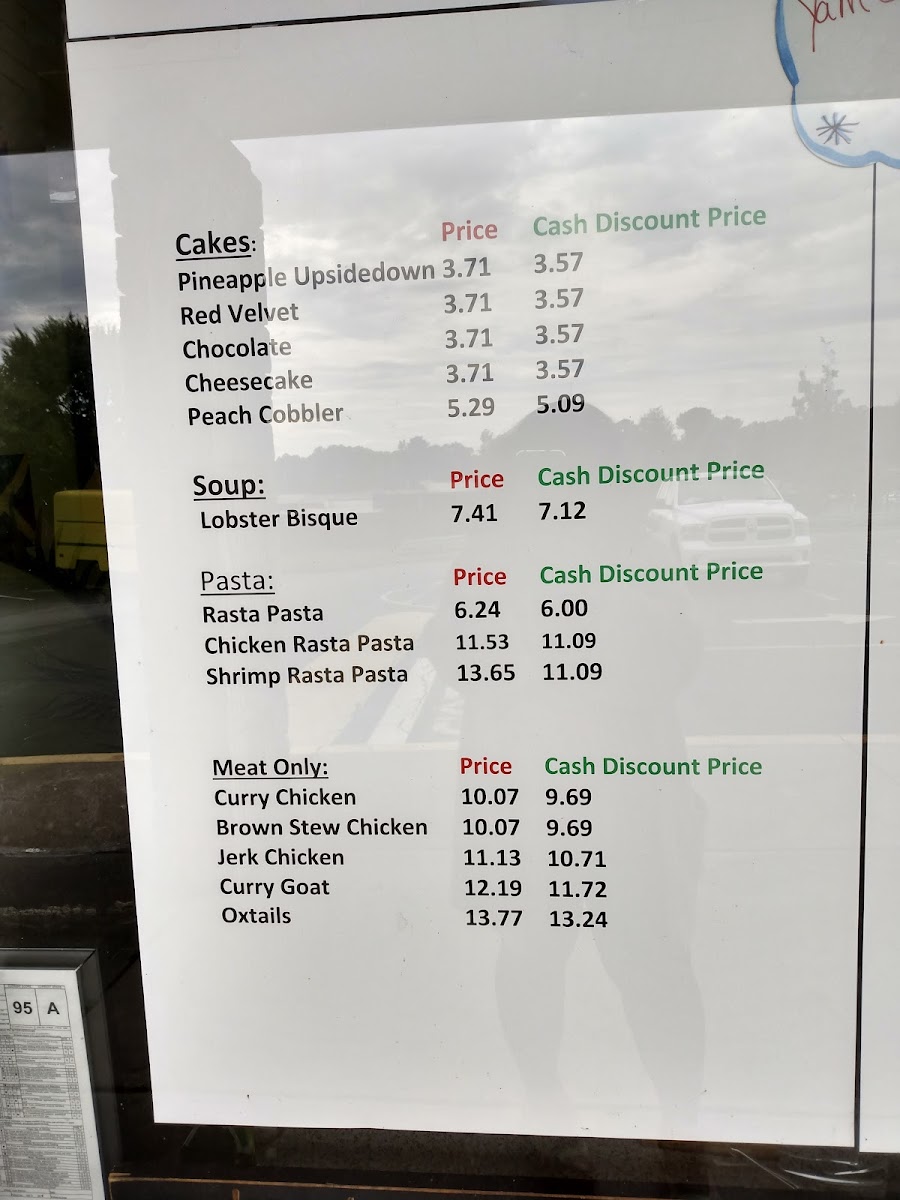 Cakes: Price Cash Discount Price
Pineapple Upsidedown 3.71 3.57
Red Velvet 3.71 3.57
Chocolate 3.71 3.57
Cheesecake 3.71 3.57
Peach Cobbler 5.29 5.09
Soup: Price Cash Discount Price
Lobster Bisque 7.41 7.12
Pasta: Price Cash Discount Price
Rasta Pasta 6.24 6.00
Chicken Rasta Pasta 11.53 11.09
Shrimp Rasta Pasta 13.65 11.09
Meat Only: Price Cash Discount Price
Curry Chicken 10.07 9.69
Brown Stew Chicken 10.07 9.69
Jerk Chicken 11.13 10.71
Curry Goat 12.19 11.72
Oxtails 13.77 13.24
95 A